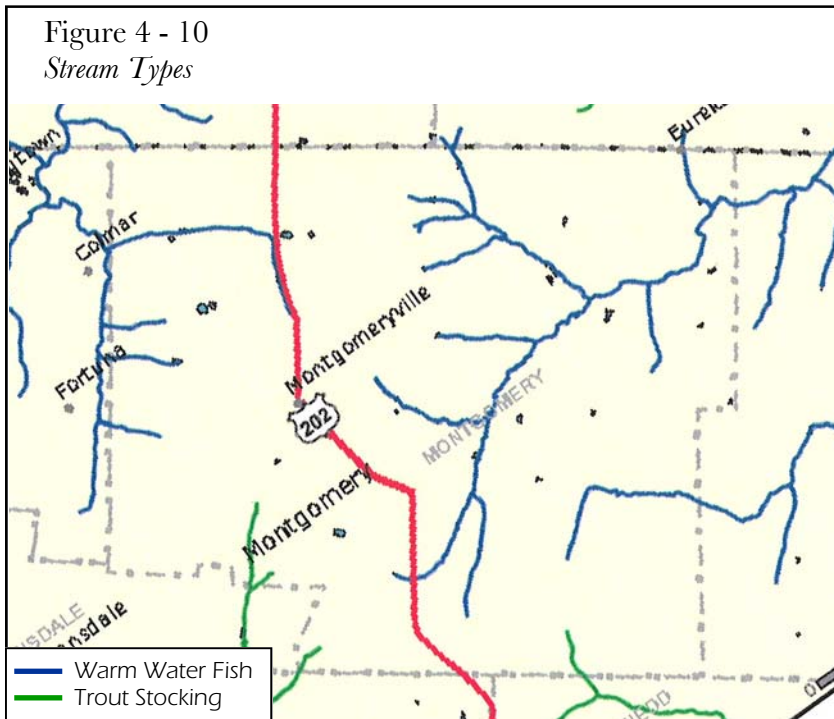 Figure 4 - 10
Stream Types
Colmar
Fortuna
Montgomeryville
202
MONTGOMERY
Montgomery
Warm Water Fish
Trout Stocking